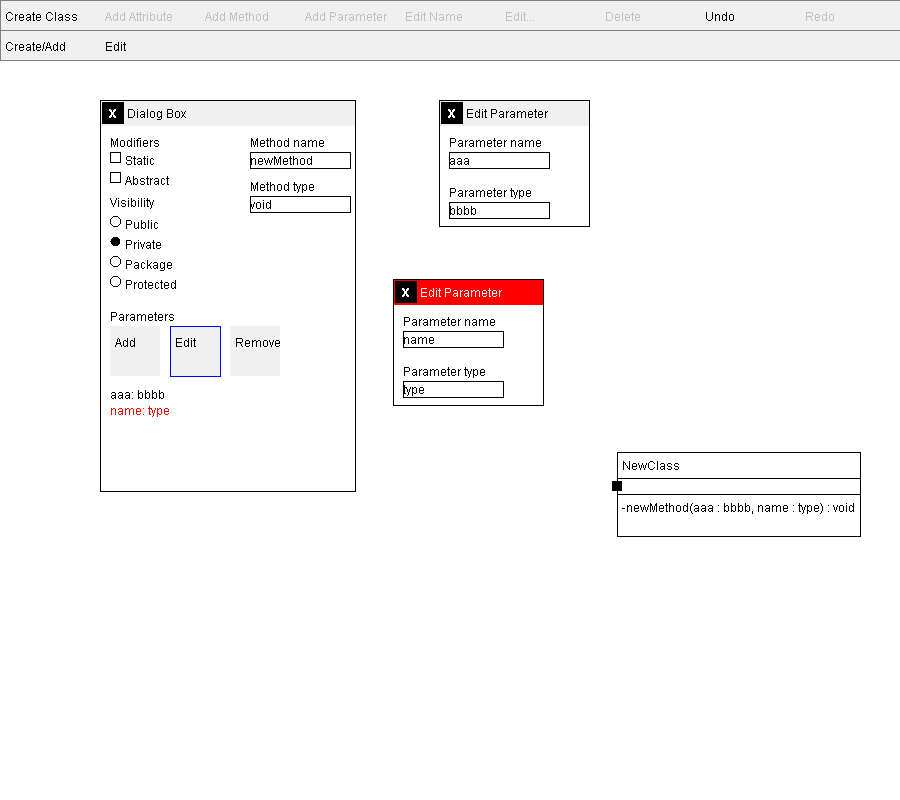 Create Class Add Attribute Add Method Add Parameter Edit Name Edit... Delete Undo Redo
Create/Add Edit
X Dialog Box
Modifiers
Static
Abstract
Visibility
Public
Private
Package
Protected
Method name
newMethod
Method type
void
Parameters
Add Edit Remove
aaa: bbbb
name: type
X Edit Parameter
Parameter name
aaa
Parameter type
bbbb
X Edit Parameter
Parameter name
name
Parameter type
type
NewClass
-newMethod(aaa : bbbb, name : type) : void